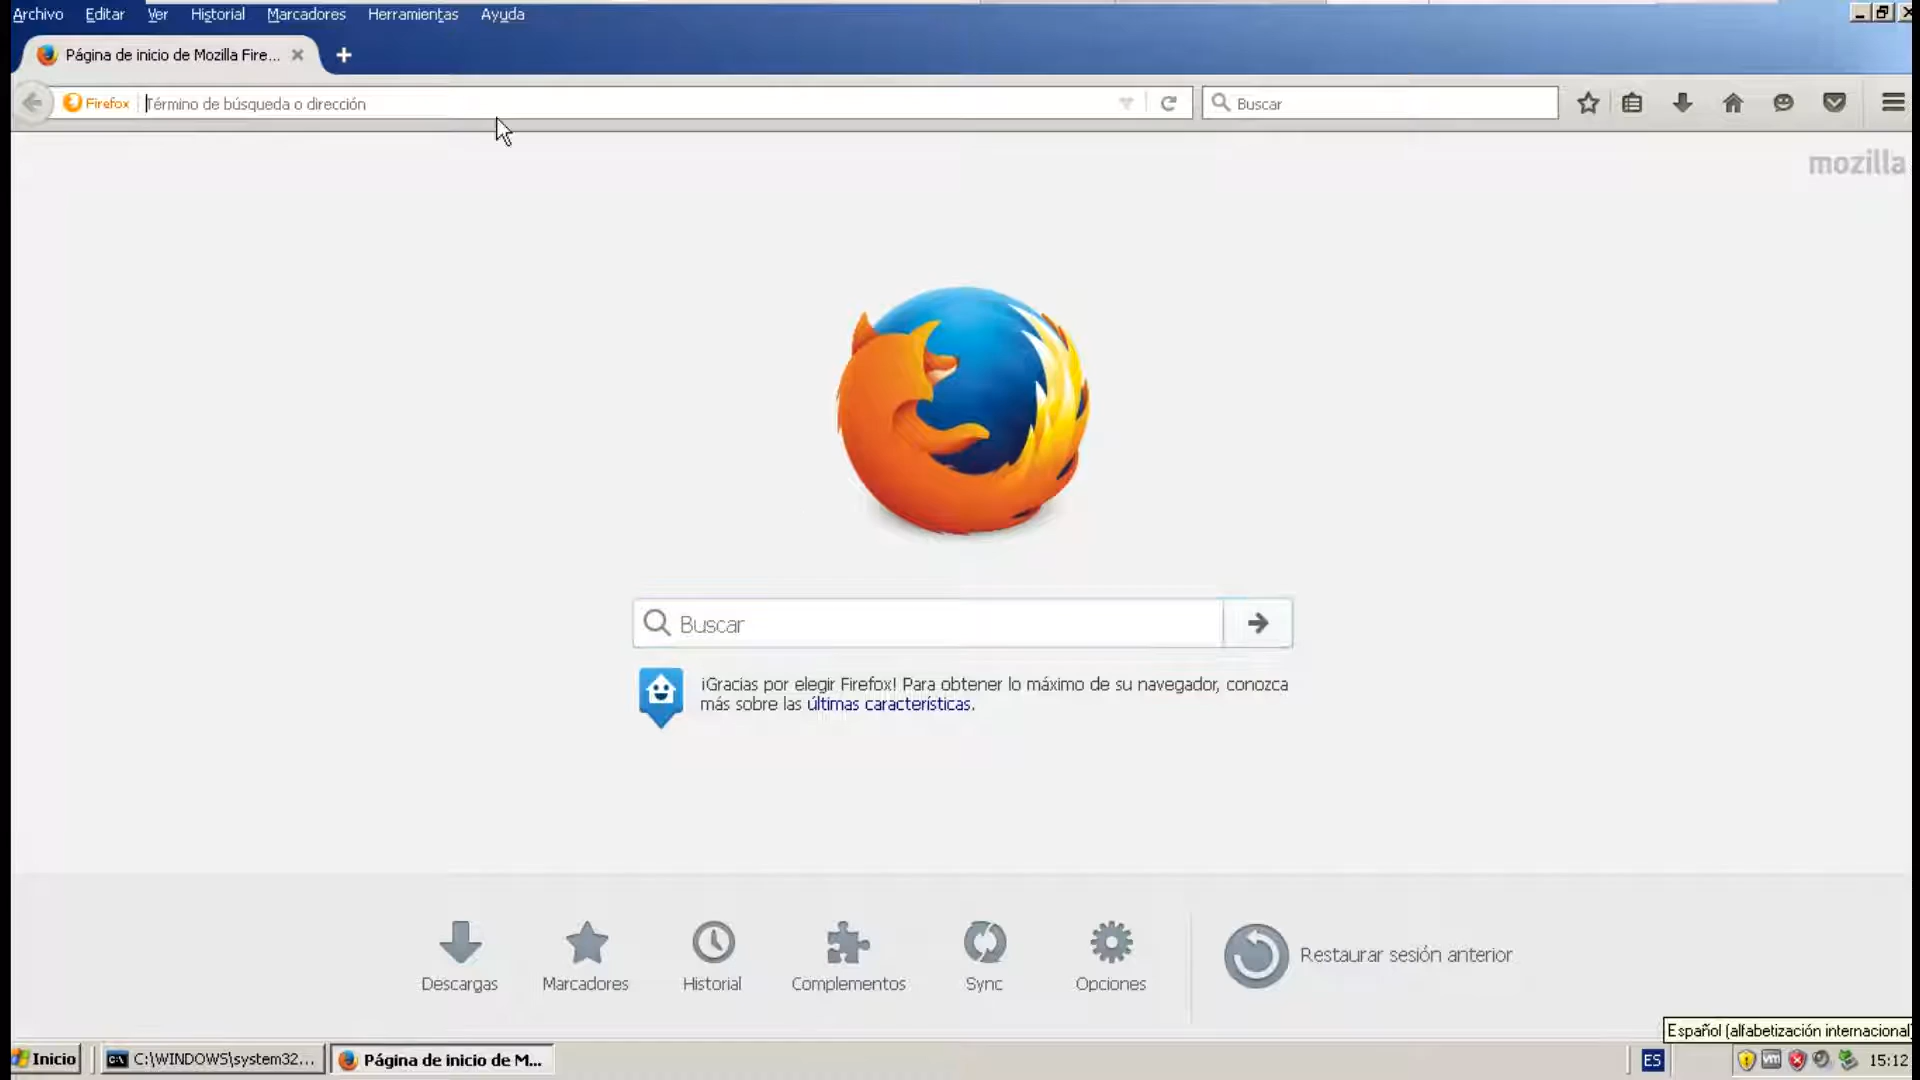 Archivo Editar Ver Historial Marcadores Herramientas Ayuda
Página de inicio de Mozilla Fire...
Firefox Término de búsqueda o dirección Buscar
mozilla
Buscar
¡Gracias por elegir Firefox! Para obtener lo máximo de su navegador, conozca
más sobre las últimas características.
Descargas Marcadores Historial Complementos Sync Opciones Restaurar sesión anterior
Español (alfabetización internacional)
Inicio C:\WINDOWS\system32... Página de inicio de M... ES vm 15:12